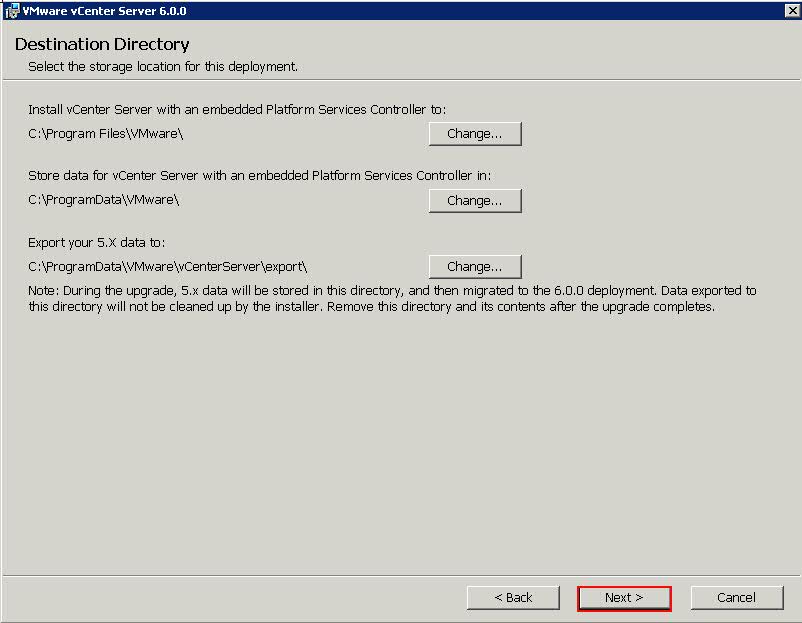 VMware vCenter Server 6.0.0
Destination Directory
Select the storage location for this deployment.
Install vCenter Server with an embedded Platform Services Controller to:
C:\Program Files\VMware\
Change...
Store data for vCenter Server with an embedded Platform Services Controller in:
C:\ProgramData\VMware\
Change...
Export your 5.X data to:
C:\ProgramData\VMware\vCenterServer\export\
Change...
Note: During the upgrade, 5.x data will be stored in this directory, and then migrated to the 6.0.0 deployment. Data exported to
this directory will not be cleaned up by the installer. Remove this directory and its contents after the upgrade completes.
< Back
Next >
Cancel